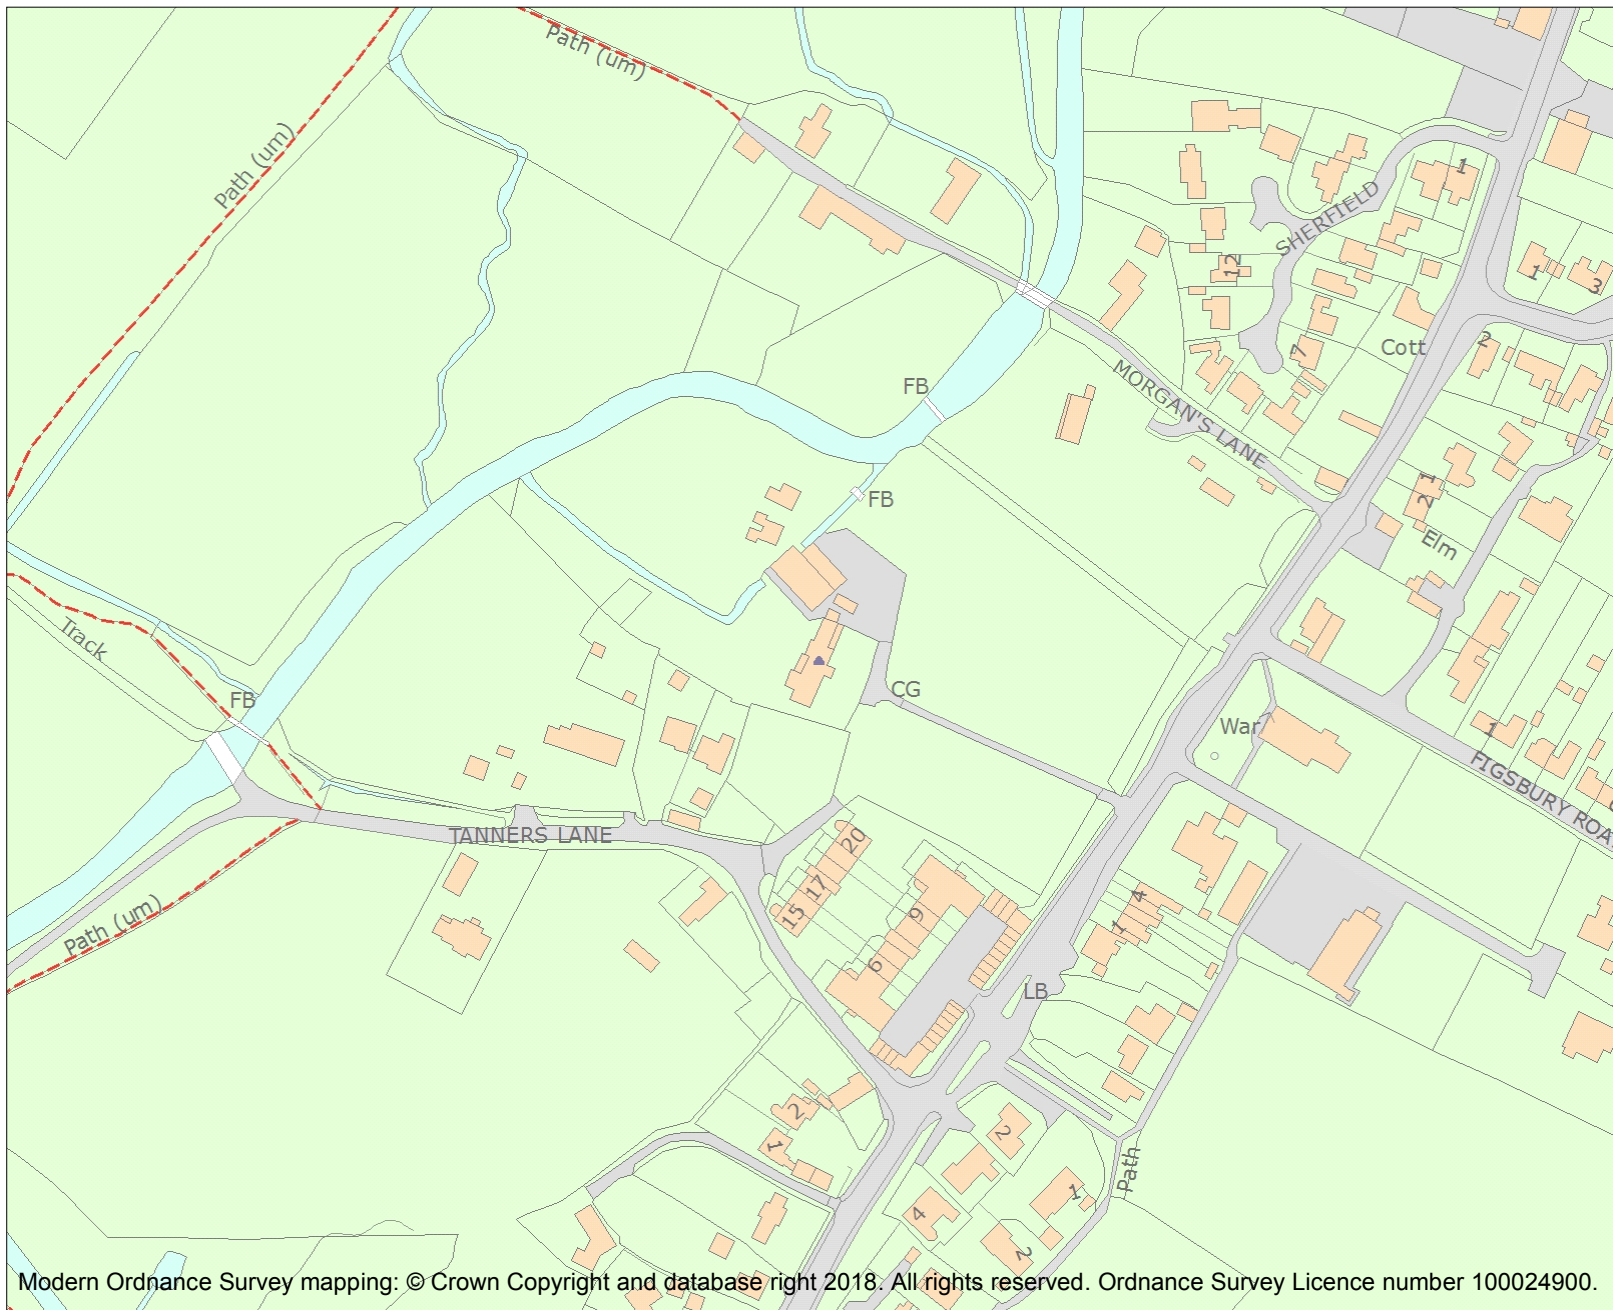 Path (um)
Path (um)
1
SHERFIELD
12
1
3
7
2
Cott
FB
MORGAN'S LANE
FB
1
2
Elm
Track
FB
CG
War
1
FIGSBURY ROA
TANNERS LANE
20
17
15
9
6
4
1
Path (um)
LB
2
1
2
Path
1
4
2
Modern Ordnance Survey mapping: © Crown Copyright and database right 2018. All rights reserved. Ordnance Survey Licence number 100024900.